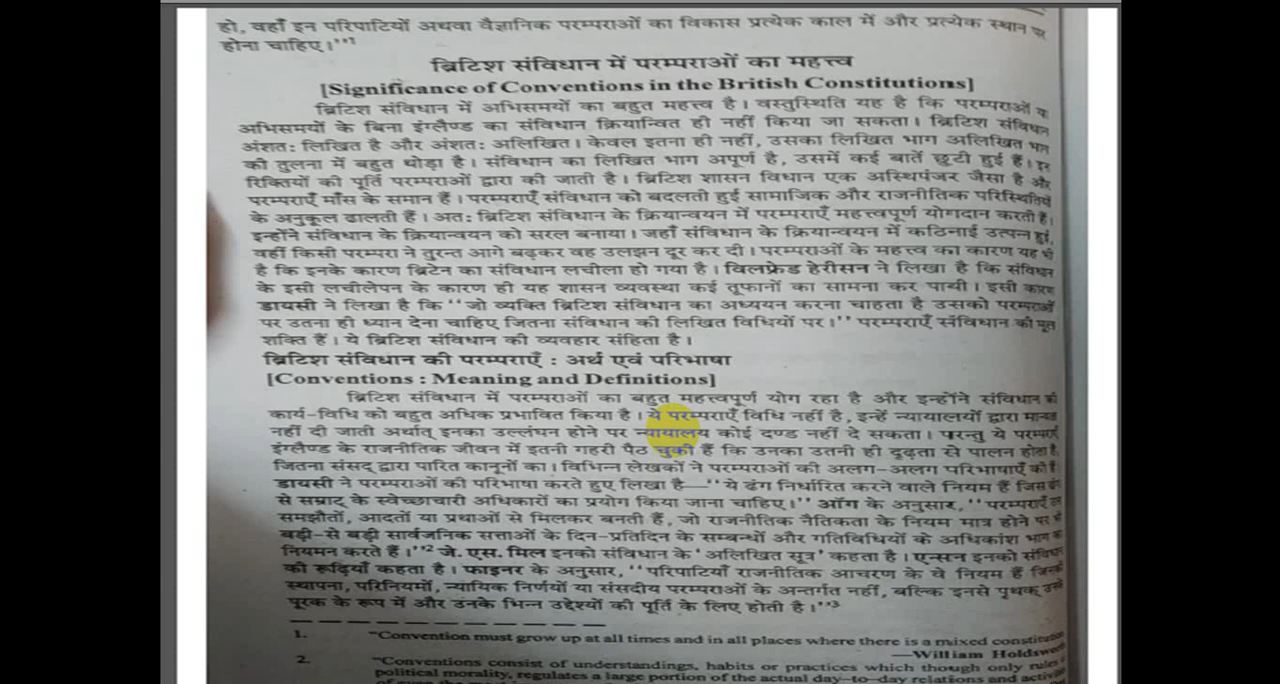 हो, वहाँ इन परिपाटियों अथवा वैज्ञानिक परम्पराओं का विकास प्रत्येक काल में और प्रत्येक स्थान पर
होना चाहिए।''1
ब्रिटिश संविधान में परम्पराओं का महत्त्व
[Significance of Conventions in the British Constitutions]
ब्रिटिश संविधान में अभिसमयों का बहुत महत्त्व है। वस्तुस्थिति यह है कि परम्पराओं या
अभिसमयों के बिना इंग्लैण्ड का संविधान क्रियान्वित ही नहीं किया जा सकता। ब्रिटिश संविधान
अंशतः लिखित है और अंशतः अलिखित। केवल इतना ही नहीं, उसका लिखित भाग अलिखित भाग
की तुलना में बहुत थोड़ा है। संविधान का लिखित भाग अपूर्ण है, उसमें कई बातें छूटी हुई हैं। इन
रिक्तियों की पूर्ति परम्पराओं द्वारा की जाती है। ब्रिटिश शासन विधान एक अस्थिपंजर जैसा है और
परम्पराएँ माँस के समान हैं। परम्पराएँ संविधान को बदलती हुई सामाजिक और राजनीतिक परिस्थितियों
के अनुकूल ढालती हैं। अतः ब्रिटिश संविधान के क्रियान्वयन में परम्पराएँ महत्त्वपूर्ण योगदान करती हैं।
इन्होंने संविधान के क्रियान्वयन को सरल बनाया। जहाँ संविधान के क्रियान्वयन में कठिनाई उत्पन्न हुई,
वहीं किसी परम्परा ने तुरन्त आगे बढ़कर वह उलझन दूर कर दी। परम्पराओं के महत्त्व का कारण यह भी
है कि इनके कारण ब्रिटेन का संविधान लचीला हो गया है। विलफ्रेड हेरीसन ने लिखा है कि संविधान
के इसी लचीलेपन के कारण ही यह शासन व्यवस्था कई तूफानों का सामना कर पायी। इसी कारण
डायसी ने लिखा है कि ''जो व्यक्ति ब्रिटिश संविधान का अध्ययन करना चाहता है उसको परम्पराओं
पर उतना ही ध्यान देना चाहिए जितना संविधान की लिखित विधियों पर।'' परम्पराएँ संविधान की
शक्ति हैं। ये ब्रिटिश संविधान की व्यवहार संहिता है।
ब्रिटिश संविधान की परम्पराएँ : अर्थ एवं परिभाषा
[Conventions : Meaning and Definitions]
ब्रिटिश संविधान में परम्पराओं का बहुत महत्त्वपूर्ण योग रहा है और इन्होंने संविधान की
कार्य-विधि को बहुत अधिक प्रभावित किया है। ये परम्पराएँ विधि नहीं है, इन्हें न्यायालयों द्वारा
नहीं दी जाती अर्थात् इनका उल्लंघन होने पर न्यायालय कोई दण्ड नहीं दे सकता। परन्तु ये
इंग्लैण्ड के राजनीतिक जीवन में इतनी गहरी पैठ चुकी हैं कि उनका उतनी ही दृढ़ता से पालन होता है,
जितना संसद् द्वारा पारित कानूनों का। विभिन्न लेखकों ने परम्पराओं की अलग-अलग परिभाषाएँ की हैं
डायसी ने परम्पराओं की परिभाषा करते हुए लिखा है—''ये ढंग निर्धारित करने वाले नियम हैं
से सम्राट् के स्वेच्छाचारी अधिकारों का प्रयोग किया जाना चाहिए।'' ऑग के अनुसार, ''परम्पराएँ
समझौतों, आदतों या प्रथाओं से मिलकर बनती हैं, जो राजनीतिक नैतिकता के नियम मात्र होने पर भी
बड़ी-से बड़ी सार्वजनिक सत्ताओं के दिन-प्रतिदिन के सम्बन्धों और गतिविधियों के अधिकांश भाग का
नियमन करते हैं।''2 जे. एस. मिल इनको संविधान के 'अलिखित सूत्र' कहता है। एन्सन इनको संविधान
की रूढ़ियाँ कहता है। फाइनर के अनुसार, ''परिपाटियाँ राजनीतिक आचरण के वे नियम हैं जिनकी
स्थापना, परिनियमों, न्यायिक निर्णयों या संसदीय परम्पराओं के अन्तर्गत नहीं, बल्कि इनसे पृथक् उनके
पूरक के रूप में और उनके भिन्न उद्देश्यों की पूर्ति के लिए होती है।''3
1. "Convention must grow up at all times and in all places where there is a mixed constitution
—William Holdsw
2. "Conventions consist of understandings, habits or practices which though only rules of
political morality, regulates a large portion of the actual day-to-day relations and